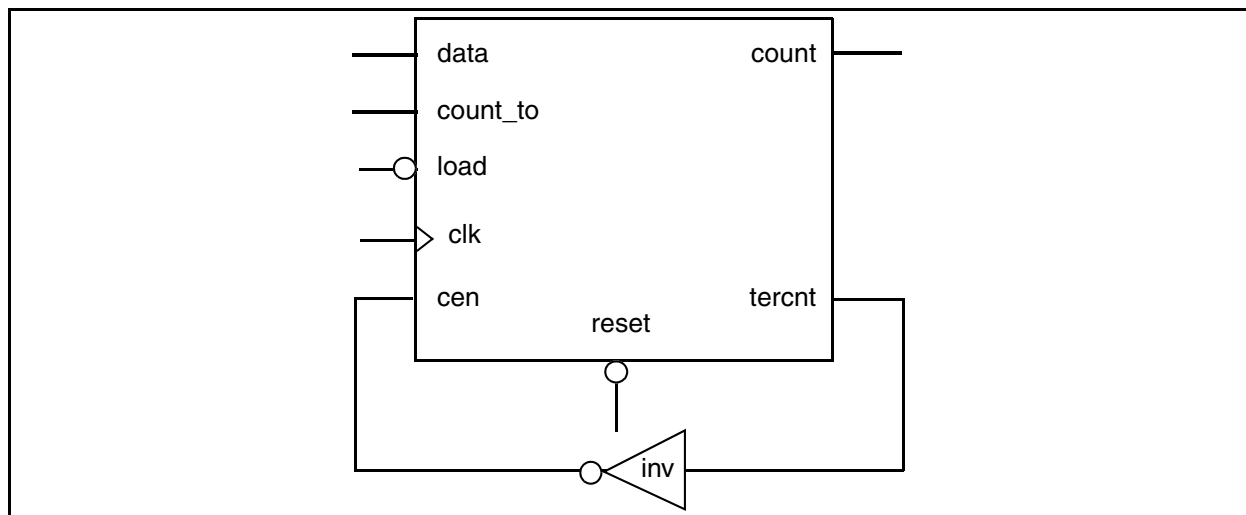 data count
count_to
load
clk
cen tercnt
reset
inv